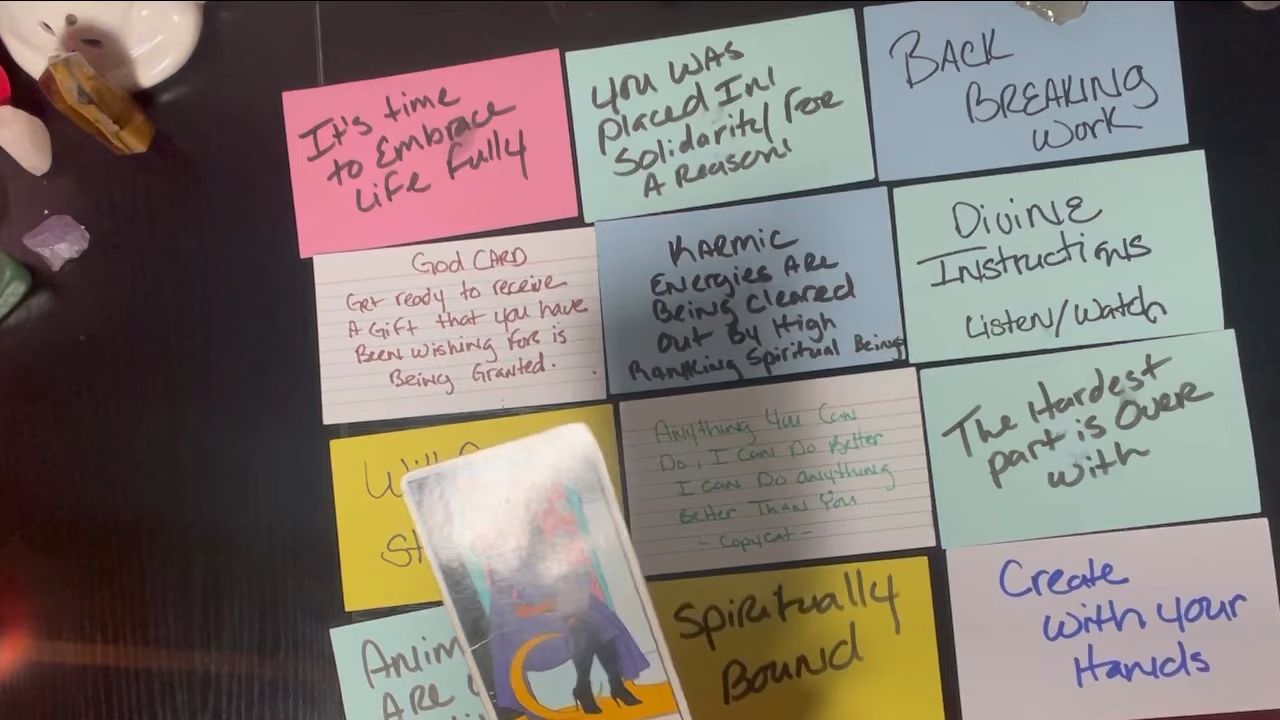 It's time
to Embrace
Life Fully
You was
placed In!
Solidarity/For
A Reason!
BACK
BREAKING
Work
God CARD
Get ready to receive
A Gift that you have
Been wishing for is
Being Granted.
KARMIC
Energies Are
Being Cleared
out By High
Ranking Spiritual Beings
Divine
Instructions
Listen/Watch
Anything You Can
Do, I Can Do Better
I can Do anything
Better Than You
- Copycat -
The Hardest
part is Over
with
Spiritually
Bound
Create
with your
Hands
Are